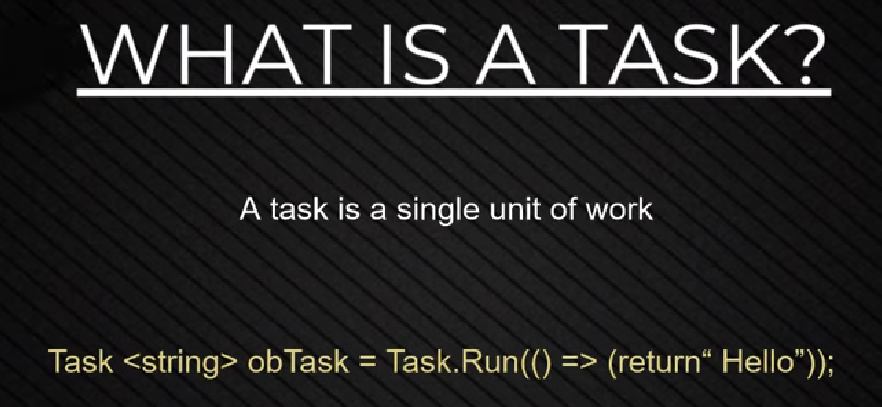 WHAT IS A TASK?
A task is a single unit of work
Task <string> obTask = Task.Run(() => (return“ Hello”));